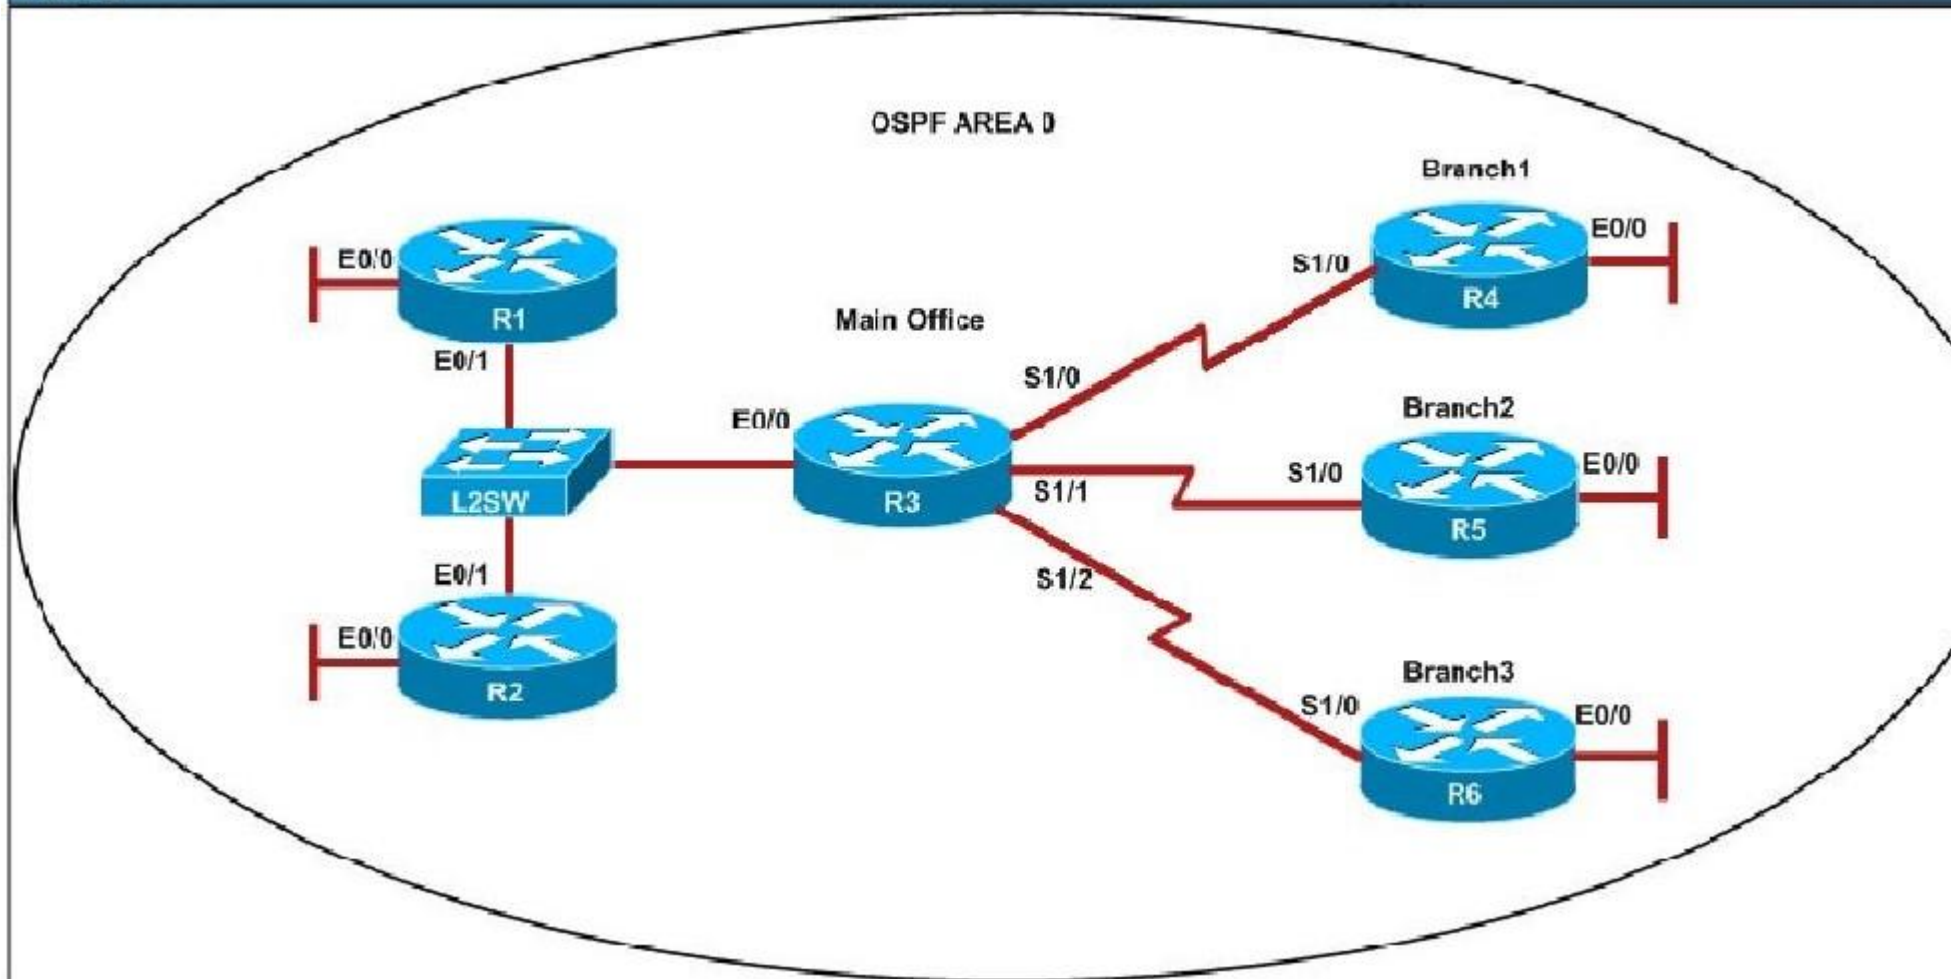 OSPF AREA 0
Branch1
E0/0
S1/0
R4
E0/0
R1
E0/1
Main Office
S1/0
E0/0
R3
S1/1
L2SW
Branch2
S1/0
E0/0
R5
E0/1
E0/0
R2
S1/2
Branch3
S1/0
E0/0
R6